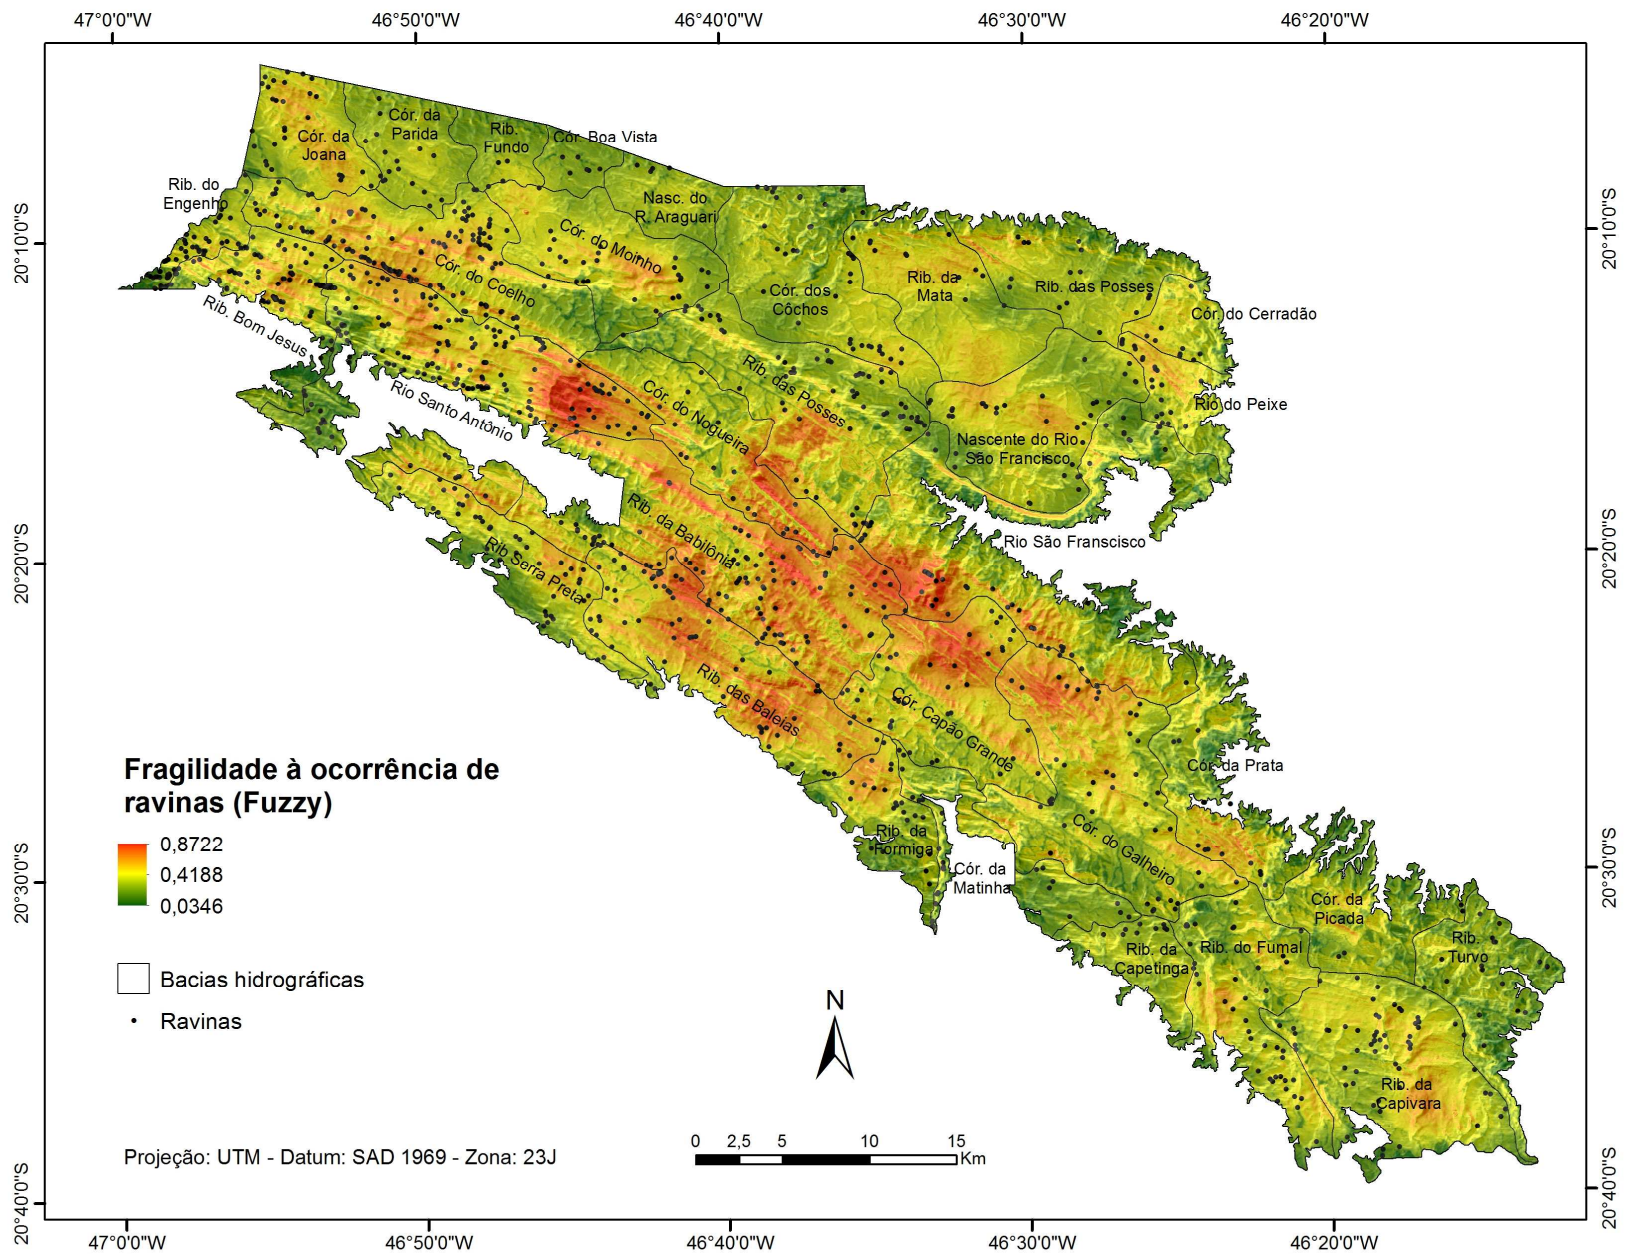 47°0'0"W
46°50'0"W
46°40'0"W
46°30'0"W
46°20'0"W
20°10'0"S
20°20'0"S
20°30'0"S
20°40'0"S
20°10'0"S
20°20'0"S
20°30'0"S
20°40'0"S
Cór. da
Joana
Cór. da
Parida
Rib.
Fundo
Cór. Boa Vista
Rib. do
Engenho
Nasc. do
R. Araguari
Cór. do Moinho
Cór. do Coelho
Cór. dos
Côchos
Rib. da
Mata
Rib. das Posses
Cór. do Cerradão
Rib. Bom Jesus
Rio Santo Antônio
Cór. do Nogueira
Rib. das Posses
Rio do Peixe
Nascente do Rio
São Francisco
Rio São Franscisco
Rib. da Babilônia
Rib. Serra Preta
Rib. das Baleias
Cór. Capão Grande
Cór. da Prata
Rib. da
Formiga
Cór. da
Matinha
Cór. do Galheiro
Cór. da
Picada
Rib.
Turvo
Rib. da
Capetinga
Rib. do Fumal
Rib. da
Capivara
Fragilidade à ocorrência de
ravinas (Fuzzy)
0,8722
0,4188
0,0346
Bacias hidrográficas
Ravinas
N
0 2,5 5 10 15
Km
Projeção: UTM - Datum: SAD 1969 - Zona: 23J
47°0'0"W
46°50'0"W
46°40'0"W
46°30'0"W
46°20'0"W